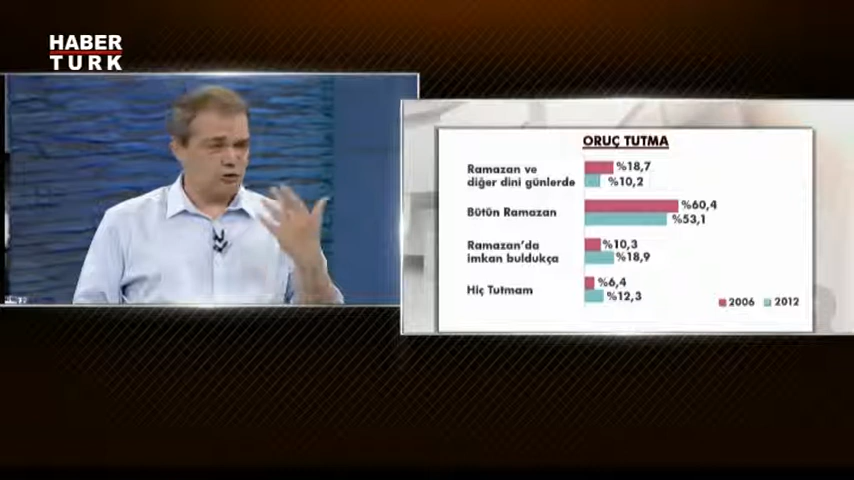 HABER
TURK
ORUÇ TUTMA
Ramazan ve
diğer dini günlerde
%18,7
%10,2
Bütün Ramazan
%60,4
%53,1
Ramazan'da
imkan buldukça
%10,3
%18,9
Hiç Tutmam
%6,4
%12,3
2006 2012